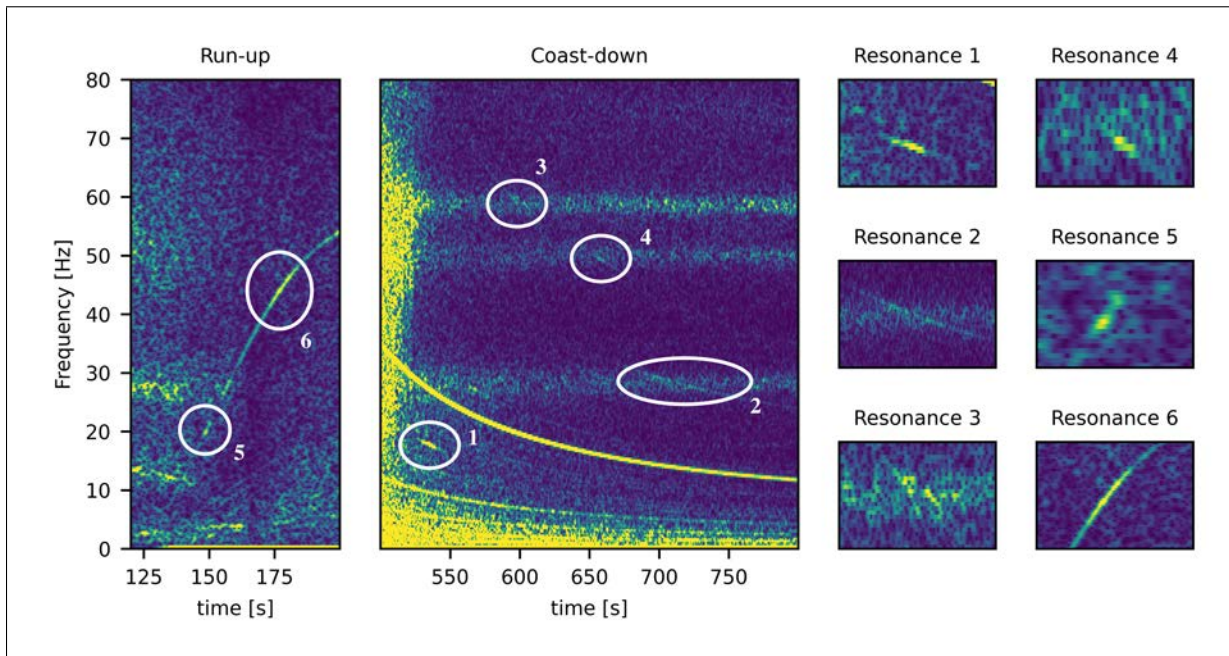 Run-up
Coast-down
Resonance 1
Resonance 4
80
70
60
50
40
30
20
10
0
Frequency [Hz]
3
4
6
2
1
5
Resonance 2
Resonance 5
Resonance 3
Resonance 6
125 150 175
550 600 650 700 750
time [s]
time [s]